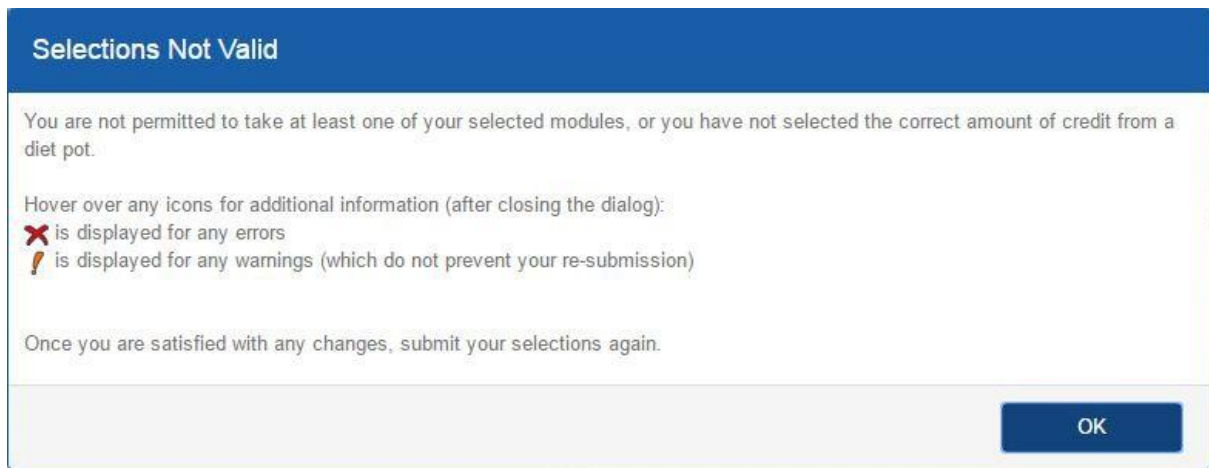 Selections Not Valid
You are not permitted to take at least one of your selected modules, or you have not selected the correct amount of credit from a
diet pot.
Hover over any icons for additional information (after closing the dialog):
is displayed for any errors
is displayed for any warnings (which do not prevent your re-submission)
Once you are satisfied with any changes, submit your selections again.
OK